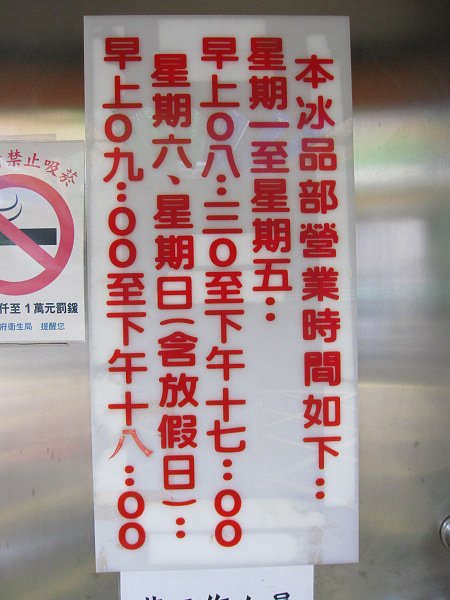 本冰品部營業時間如下:
星期一至星期五:
早上〇八:三〇至下午十七:〇〇
星期六、星期日(含放假日):
早上〇九:〇〇至下午十八:〇〇
禁止吸菸
仟至1萬元罰鍰
府衛生局 提醒您